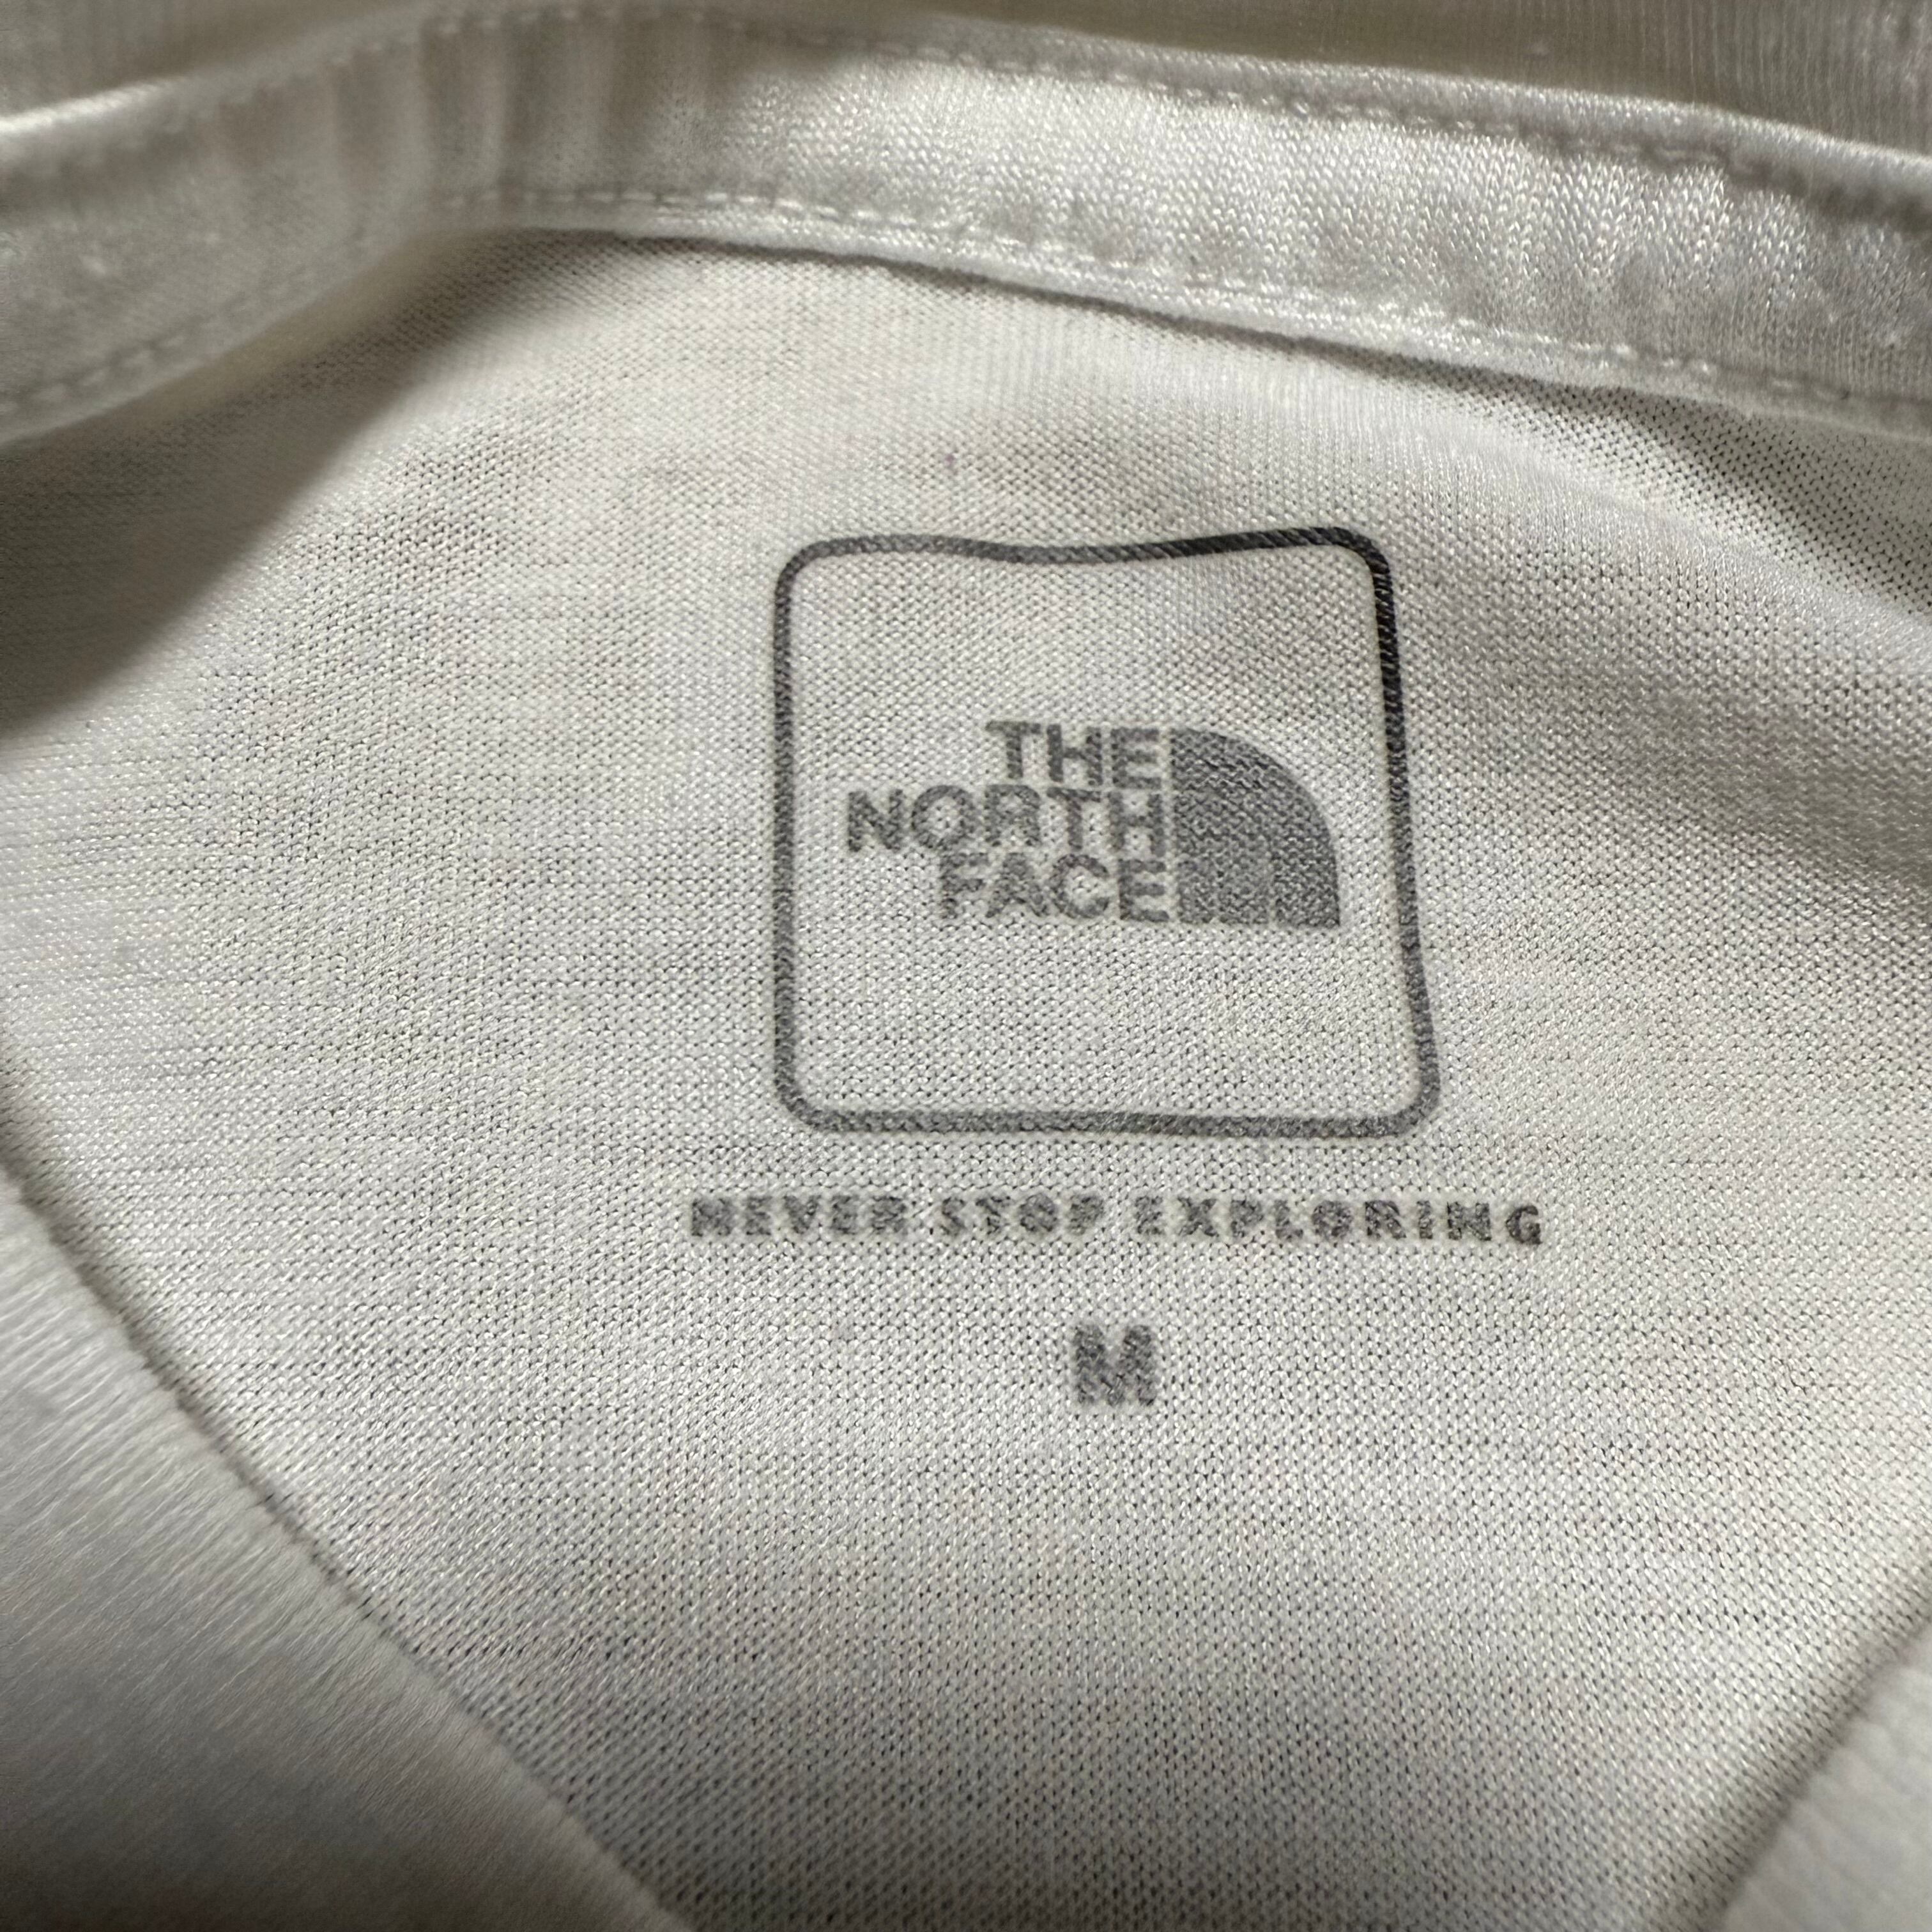 THE
NORTH
FACE
NEVER STOP EXPLORING
M